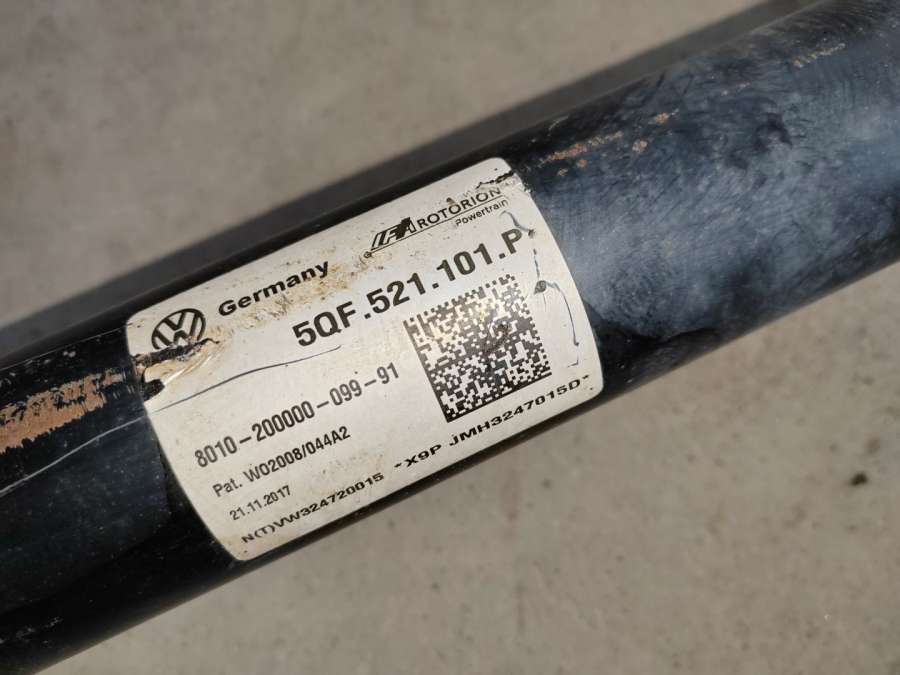 IFA ROTORION
Powertrain
Germany
5QF.521.101.P
8010-200000-099-91
Pat. WO2008/044A2
21.11.2017
N(T)VW324720015 *X9P JMH3247015D*